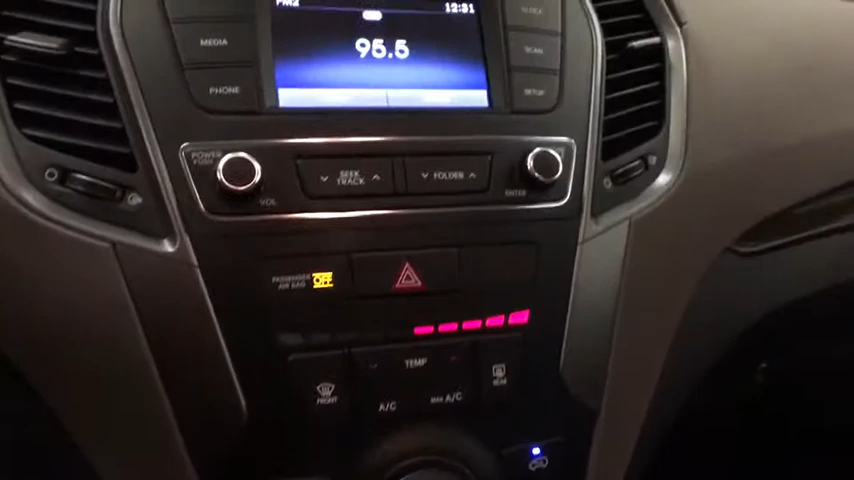 FM2 12:31
95.5
CLOCK
MEDIA
SCAN
PHONE
SETUP
POWER
PUSH
VOL
SEEK
TRACK
FOLDER
ENTER
PASSENGER
AIR BAG
OFF
TEMP
FRONT
A/C
MAX A/C
REAR